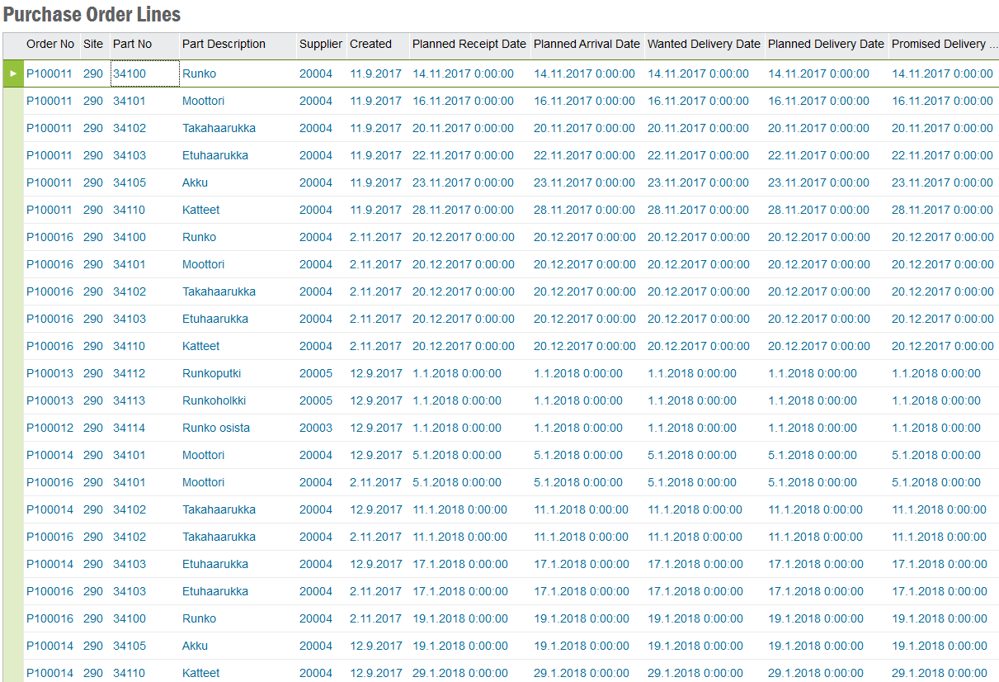 Purchase Order Lines
Order No Site Part No Part Description Supplier Created Planned Receipt Date Planned Arrival Date Wanted Delivery Date Planned Delivery Date Promised Delivery ...
P100011 290 34100 Runko 20004 11.9.2017 14.11.2017 0:00:00 14.11.2017 0:00:00 14.11.2017 0:00:00 14.11.2017 0:00:00 14.11.2017 0:00:00
P100011 290 34101 Moottori 20004 11.9.2017 16.11.2017 0:00:00 16.11.2017 0:00:00 16.11.2017 0:00:00 16.11.2017 0:00:00 16.11.2017 0:00:00
P100011 290 34102 Takahaarukka 20004 11.9.2017 20.11.2017 0:00:00 20.11.2017 0:00:00 20.11.2017 0:00:00 20.11.2017 0:00:00 20.11.2017 0:00:00
P100011 290 34103 Etuhaarukka 20004 11.9.2017 22.11.2017 0:00:00 22.11.2017 0:00:00 22.11.2017 0:00:00 22.11.2017 0:00:00 22.11.2017 0:00:00
P100011 290 34105 Akku 20004 11.9.2017 23.11.2017 0:00:00 23.11.2017 0:00:00 23.11.2017 0:00:00 23.11.2017 0:00:00 23.11.2017 0:00:00
P100011 290 34110 Katteet 20004 11.9.2017 28.11.2017 0:00:00 28.11.2017 0:00:00 28.11.2017 0:00:00 28.11.2017 0:00:00 28.11.2017 0:00:00
P100016 290 34100 Runko 20004 2.11.2017 20.12.2017 0:00:00 20.12.2017 0:00:00 20.12.2017 0:00:00 20.12.2017 0:00:00 20.12.2017 0:00:00
P100016 290 34101 Moottori 20004 2.11.2017 20.12.2017 0:00:00 20.12.2017 0:00:00 20.12.2017 0:00:00 20.12.2017 0:00:00 20.12.2017 0:00:00
P100016 290 34102 Takahaarukka 20004 2.11.2017 20.12.2017 0:00:00 20.12.2017 0:00:00 20.12.2017 0:00:00 20.12.2017 0:00:00 20.12.2017 0:00:00
P100016 290 34103 Etuhaarukka 20004 2.11.2017 20.12.2017 0:00:00 20.12.2017 0:00:00 20.12.2017 0:00:00 20.12.2017 0:00:00 20.12.2017 0:00:00
P100016 290 34110 Katteet 20004 2.11.2017 20.12.2017 0:00:00 20.12.2017 0:00:00 20.12.2017 0:00:00 20.12.2017 0:00:00 20.12.2017 0:00:00
P100013 290 34112 Runkoputki 20005 12.9.2017 1.1.2018 0:00:00 1.1.2018 0:00:00 1.1.2018 0:00:00 1.1.2018 0:00:00 1.1.2018 0:00:00
P100013 290 34113 Runkoholkki 20005 12.9.2017 1.1.2018 0:00:00 1.1.2018 0:00:00 1.1.2018 0:00:00 1.1.2018 0:00:00 1.1.2018 0:00:00
P100012 290 34114 Runko osista 20003 12.9.2017 1.1.2018 0:00:00 1.1.2018 0:00:00 1.1.2018 0:00:00 1.1.2018 0:00:00 1.1.2018 0:00:00
P100014 290 34101 Moottori 20004 12.9.2017 5.1.2018 0:00:00 5.1.2018 0:00:00 5.1.2018 0:00:00 5.1.2018 0:00:00 5.1.2018 0:00:00
P100016 290 34101 Moottori 20004 2.11.2017 5.1.2018 0:00:00 5.1.2018 0:00:00 5.1.2018 0:00:00 5.1.2018 0:00:00 5.1.2018 0:00:00
P100014 290 34102 Takahaarukka 20004 12.9.2017 11.1.2018 0:00:00 11.1.2018 0:00:00 11.1.2018 0:00:00 11.1.2018 0:00:00 11.1.2018 0:00:00
P100016 290 34102 Takahaarukka 20004 2.11.2017 11.1.2018 0:00:00 11.1.2018 0:00:00 11.1.2018 0:00:00 11.1.2018 0:00:00 11.1.2018 0:00:00
P100014 290 34103 Etuhaarukka 20004 12.9.2017 17.1.2018 0:00:00 17.1.2018 0:00:00 17.1.2018 0:00:00 17.1.2018 0:00:00 17.1.2018 0:00:00
P100016 290 34103 Etuhaarukka 20004 2.11.2017 17.1.2018 0:00:00 17.1.2018 0:00:00 17.1.2018 0:00:00 17.1.2018 0:00:00 17.1.2018 0:00:00
P100016 290 34100 Runko 20004 2.11.2017 19.1.2018 0:00:00 19.1.2018 0:00:00 19.1.2018 0:00:00 19.1.2018 0:00:00 19.1.2018 0:00:00
P100014 290 34105 Akku 20004 12.9.2017 19.1.2018 0:00:00 19.1.2018 0:00:00 19.1.2018 0:00:00 19.1.2018 0:00:00 19.1.2018 0:00:00
P100014 290 34110 Katteet 20004 12.9.2017 29.1.2018 0:00:00 29.1.2018 0:00:00 29.1.2018 0:00:00 29.1.2018 0:00:00 29.1.2018 0:00:00